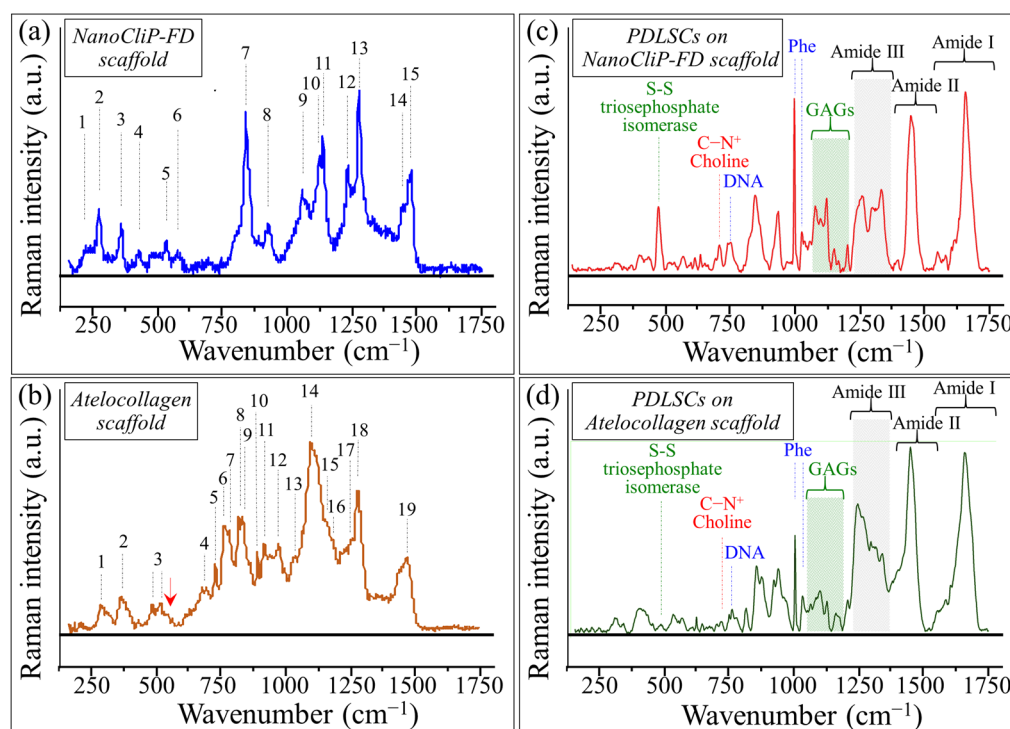 (a)
NanoCliP-FD
scaffold
1
2
3
4
5
6
7
8
9
10
11
12
13
14
15
Raman intensity (a.u.)
250
500
750
1000
1250
1500
1750
Wavenumber (cm⁻¹)
(c)
PDLSCs on
NanoCliP-FD scaffold
S-S
triosephosphate
isomerase
C−N⁺
Choline
DNA
Phe
GAGs
Amide III
Amide II
Amide I
Raman intensity (a.u.)
250
500
750
1000
1250
1500
1750
Wavenumber (cm⁻¹)
(b)
Atelocollagen
scaffold
1
2
3
4
5
6
7
8
9
10
11
12
13
14
15
16
17
18
19
Raman intensity (a.u.)
250
500
750
1000
1250
1500
1750
Wavenumber (cm⁻¹)
(d)
PDLSCs on
Atelocollagen scaffold
S-S
triosephosphate
isomerase
C−N⁺
Choline
DNA
Phe
GAGs
Amide III
Amide II
Amide I
Raman intensity (a.u.)
250
500
750
1000
1250
1500
1750
Wavenumber (cm⁻¹)